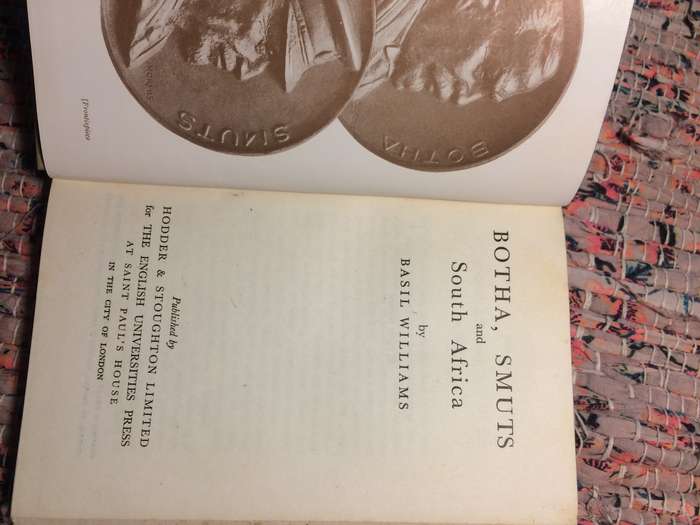 SMUTS
BOTHA
[Frontispiece
BOTHA, SMUTS
and
South Africa
by
BASIL WILLIAMS
Published by
HODDER & STOUGHTON LIMITED
for THE ENGLISH UNIVERSITIES PRESS
AT SAINT PAUL'S HOUSE
IN THE CITY OF LONDON